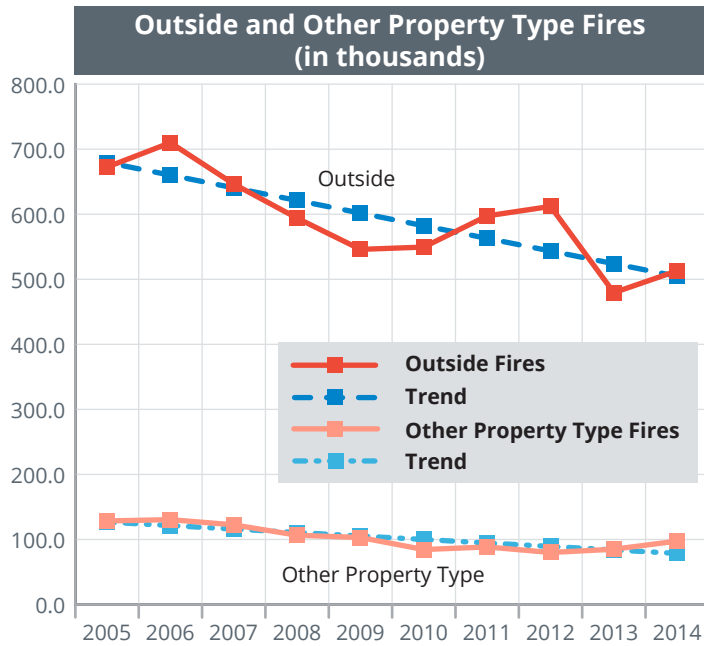 Outside and Other Property Type Fires
(in thousands)
800.0
700.0
Outside
600.0
500.0
400.0
Outside Fires
Trend
300.0
Other Property Type Fires
Trend
200.0
100.0
Other Property Type
0.0
2005 2006 2007 2008 2009 2010 2011 2012 2013 2014